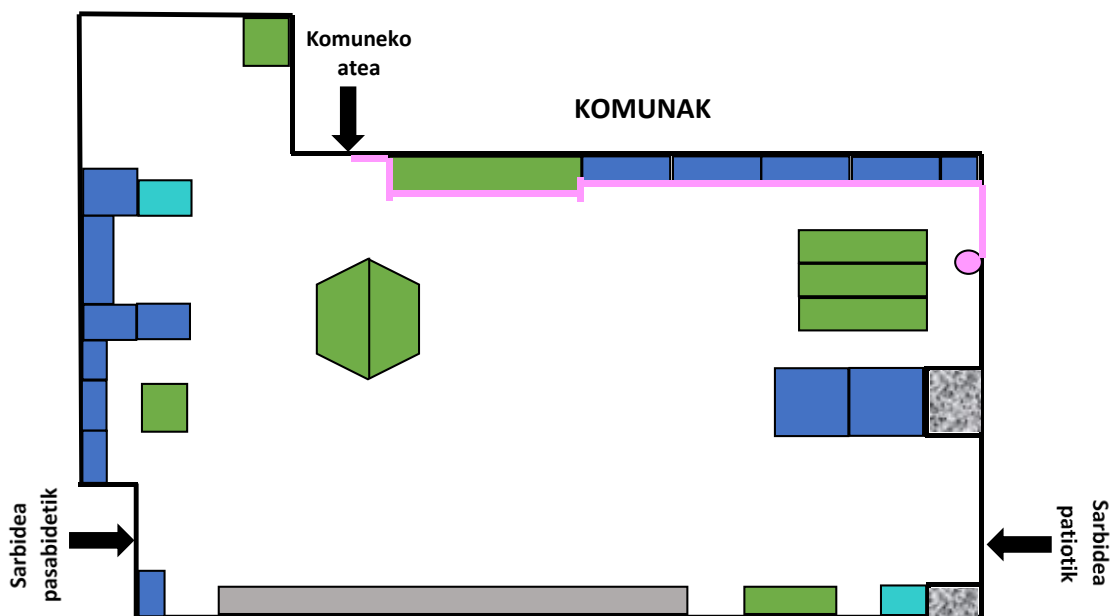 Komuneko
atea
KOMUNAK
Sarbidea
pasabidetik
Sarbidea
patiotik